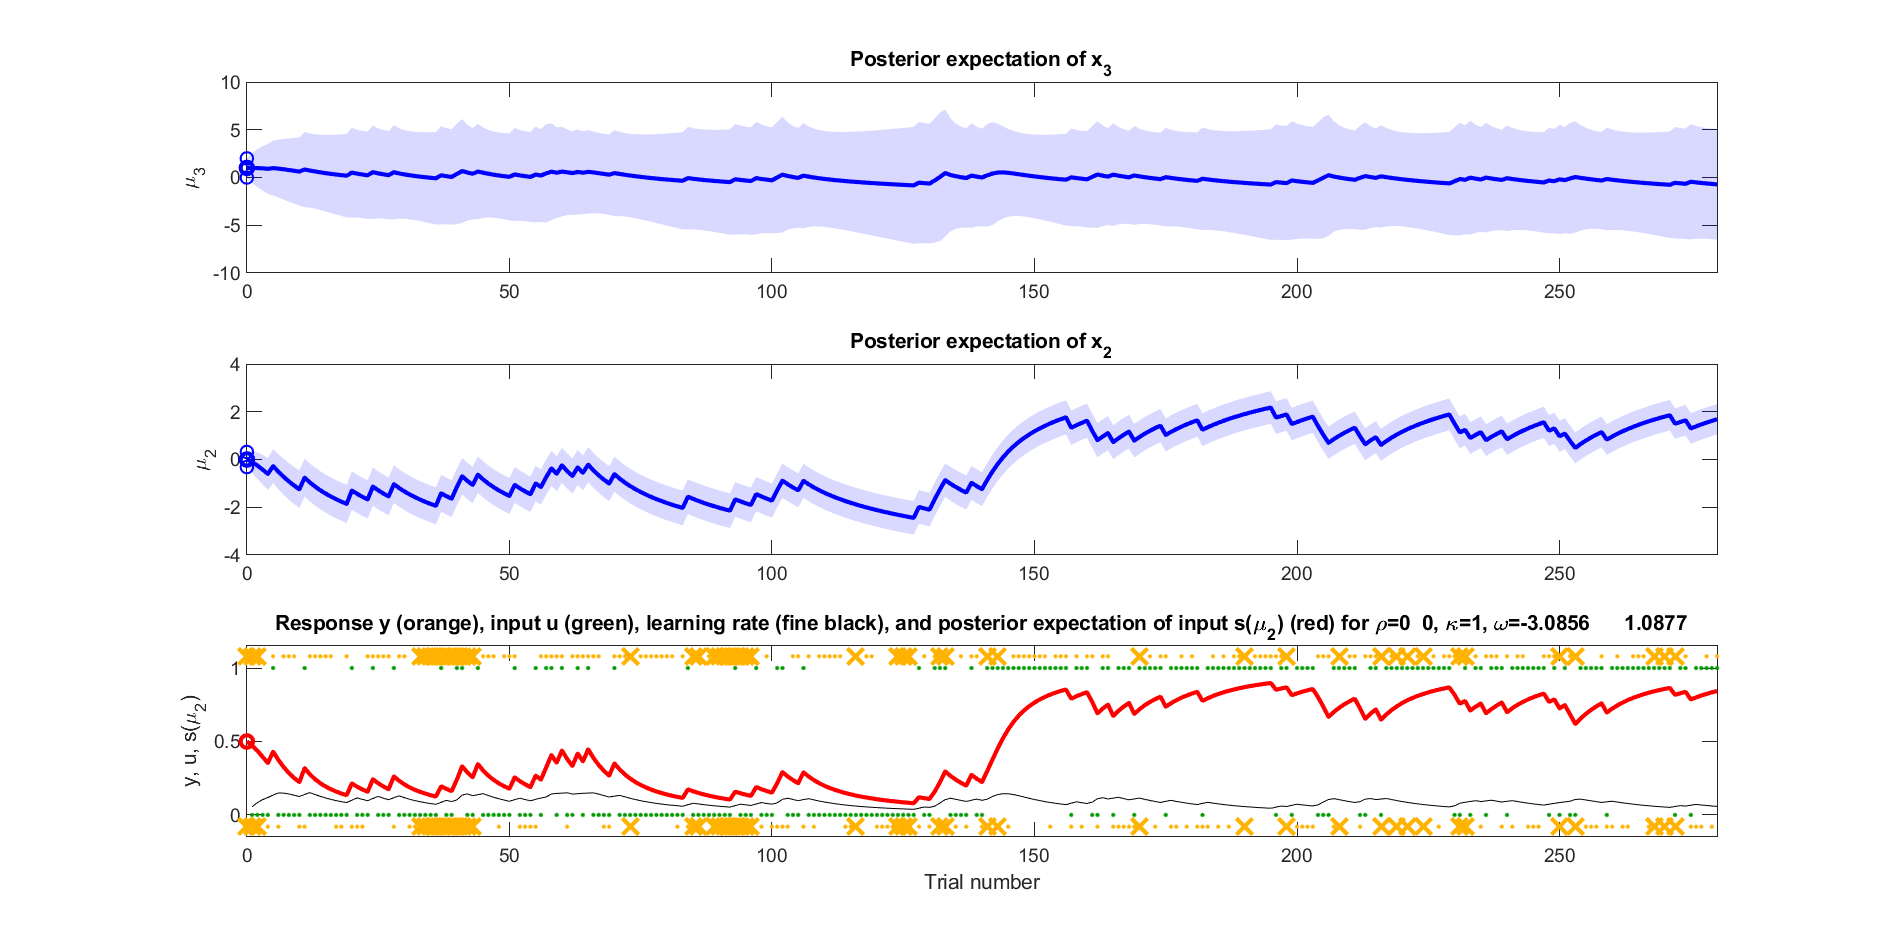 Posterior expectation of x3
10
5
0
-5
-10
μ3
0 50 100 150 200 250
Posterior expectation of x2
4
2
0
-2
-4
μ2
0 50 100 150 200 250
Response y (orange), input u (green), learning rate (fine black), and posterior expectation of input s(μ2) (red) for ρ=0 0, κ=1, ω=-3.0856 1.0877
1
0.5
0
y, u, s(μ2)
0 50 100 150 200 250
Trial number